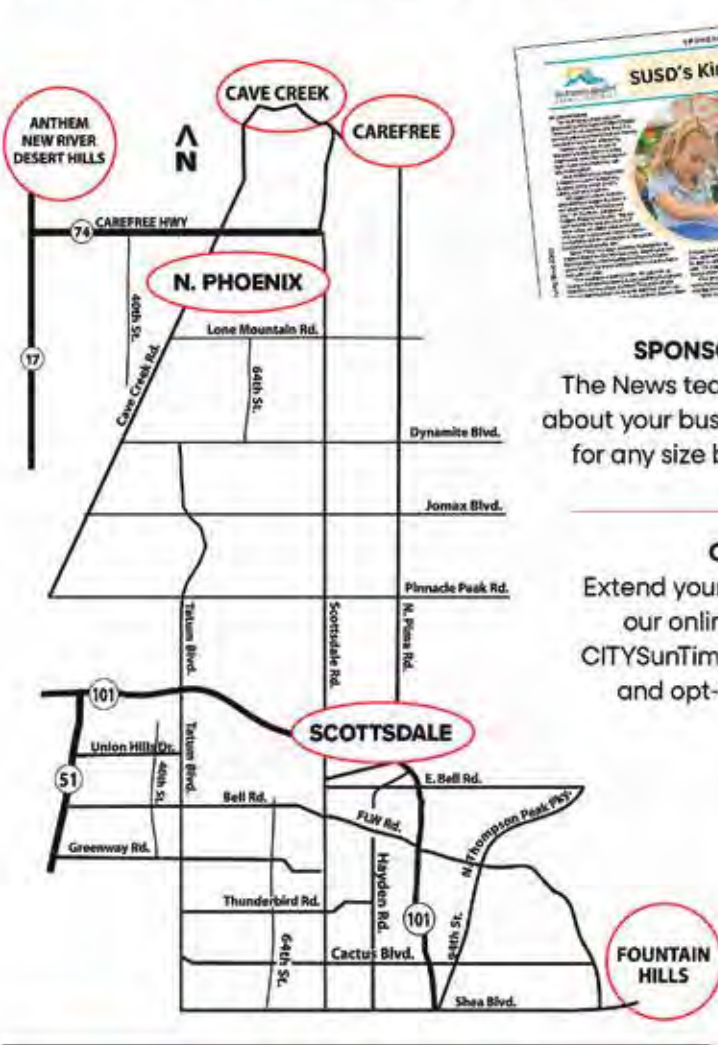 CAVE CREEK
CAREFREE
ANTHEM
NEW RIVER
DESERT HILLS
N
74
CAREFREE HWY
N. PHOENIX
40th St.
Lone Mountain Rd.
17
Cave Creek Rd.
64th St.
Dynamite Blvd.
Jomax Blvd.
Pinnacle Peak Rd.
Tatum Blvd.
Scottsdale Rd.
N. Pima Rd.
101
SCOTTSDALE
Union Hills Dr.
Tatum Blvd.
40th St.
51
E. Bell Rd.
Bell Rd.
FLW Rd.
N. Thompson Peak Pky.
Greenway Rd.
Hayden Rd.
Thunderbird Rd.
101
94th St.
64th St.
Cactus Blvd.
FOUNTAIN
HILLS
Shea Blvd.
SUSD's Ki
SPONS
The News tea
about your bus
for any size b
Extend your
our onlin
CITYSunTim
and opt-